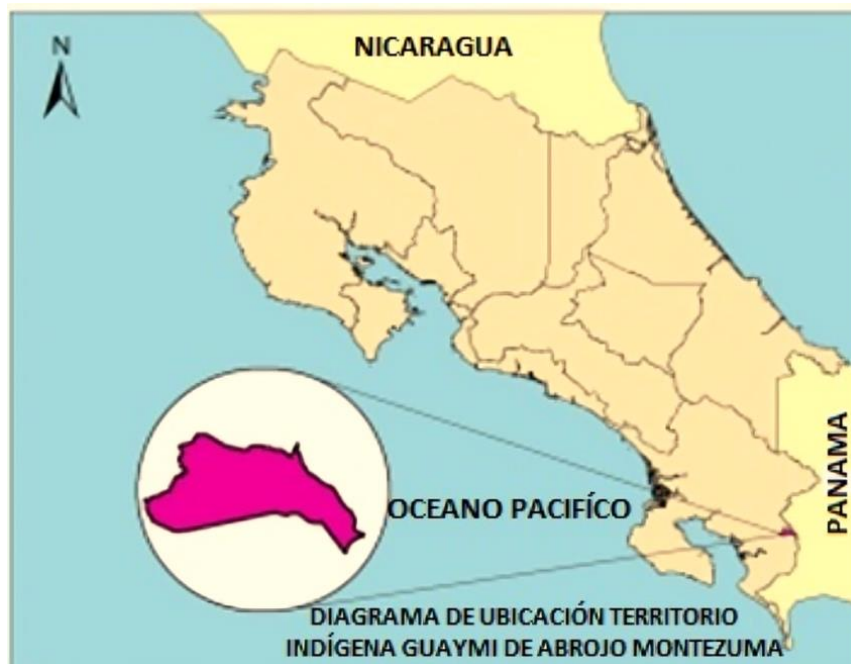 NICARAGUA
N
PANAMA
OCEANO PACIFÍCO
DIAGRAMA DE UBICACIÓN TERRITORIO
INDÍGENA GUAYMI DE ABROJO MONTEZUMA